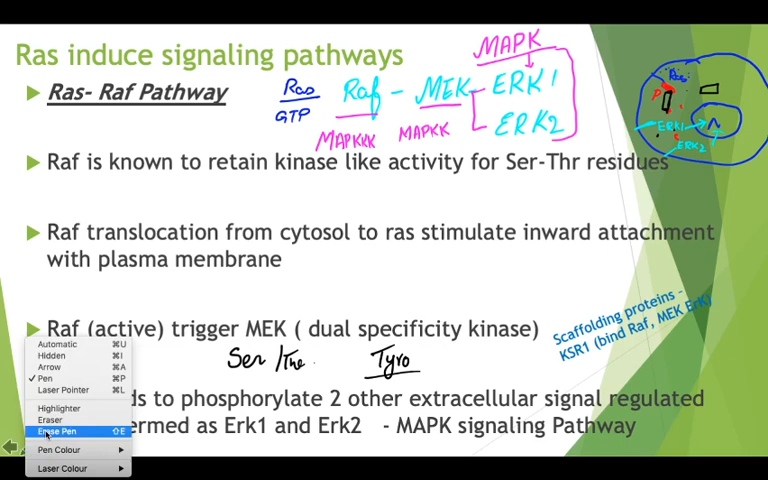 Ras induce signaling pathways
MAPK
Ras- Raf Pathway
Ras
GTP
Raf - MEK
ERK1
ERK2
MAPKKK
MAPKK
Ras
P
ERK1
n
ERK2
Raf is known to retain kinase like activity for Ser-Thr residues
Raf translocation from cytosol to ras stimulate inward attachment
with plasma membrane
Raf (active) trigger MEK ( dual specificity kinase)
Scaffolding proteins -
KSR1 (bind Raf, MEK ErK)
Ser /Thr
Tyro
ds to phosphorylate 2 other extracellular signal regulated
ermed as Erk1 and Erk2 - MAPK signaling Pathway
Automatic ⌘U
Hidden ⌘I
Arrow ⌘A
✓ Pen ⌘P
Laser Pointer ⌘L
Highlighter
Eraser
Erase Pen ⇧E
Pen Colour
Laser Colour